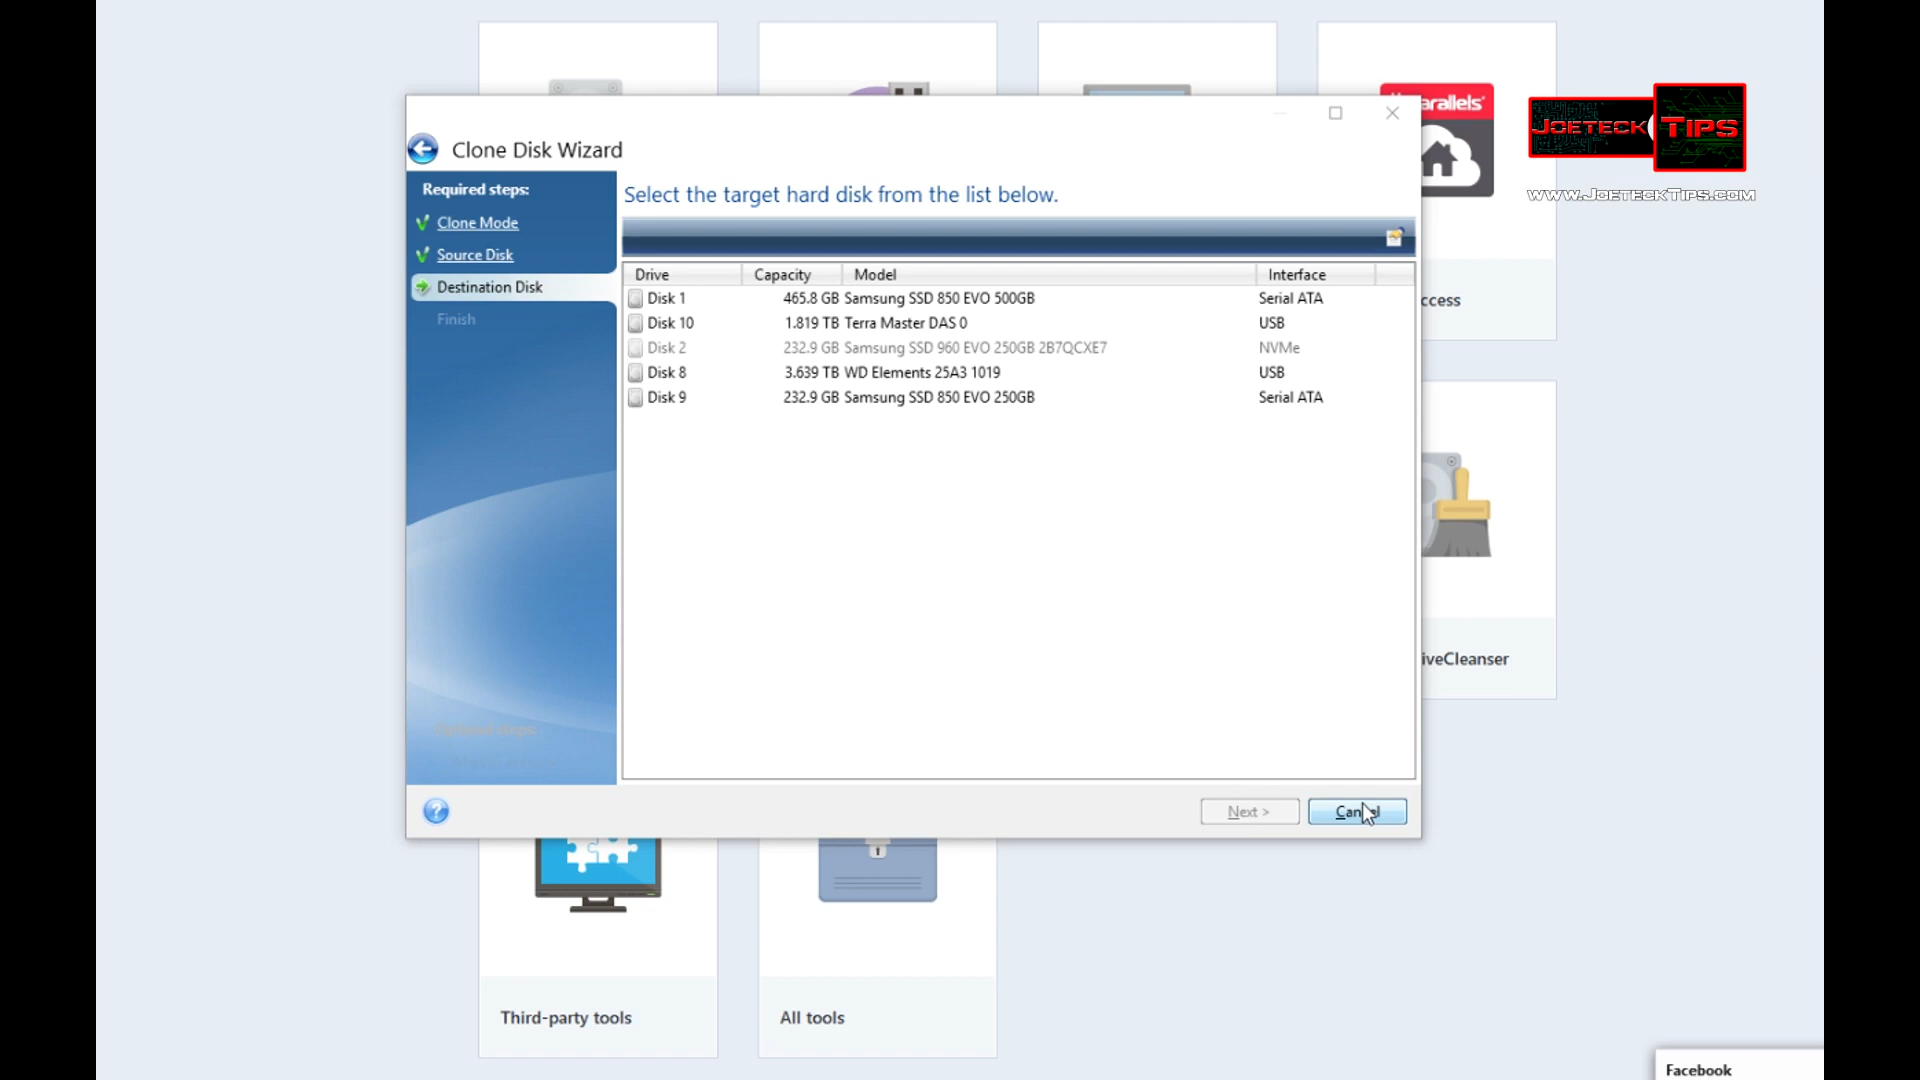 arallels®
JOETECK TIPS
WWW.JOETECKTIPS.COM
Clone Disk Wizard
Required steps:
Clone Mode
Source Disk
Destination Disk
Finish
Select the target hard disk from the list below.
Drive Capacity Model Interface
Disk 1 465.8 GB Samsung SSD 850 EVO 500GB Serial ATA
Disk 10 1.819 TB Terra Master DAS 0 USB
Disk 2 232.9 GB Samsung SSD 960 EVO 250GB 2B7QCXE7 NVMe
Disk 8 3.639 TB WD Elements 25A3 1019 USB
Disk 9 232.9 GB Samsung SSD 850 EVO 250GB Serial ATA
ccess
iveCleanser
Optional steps:
?
Next >
Third-party tools
All tools
Facebook